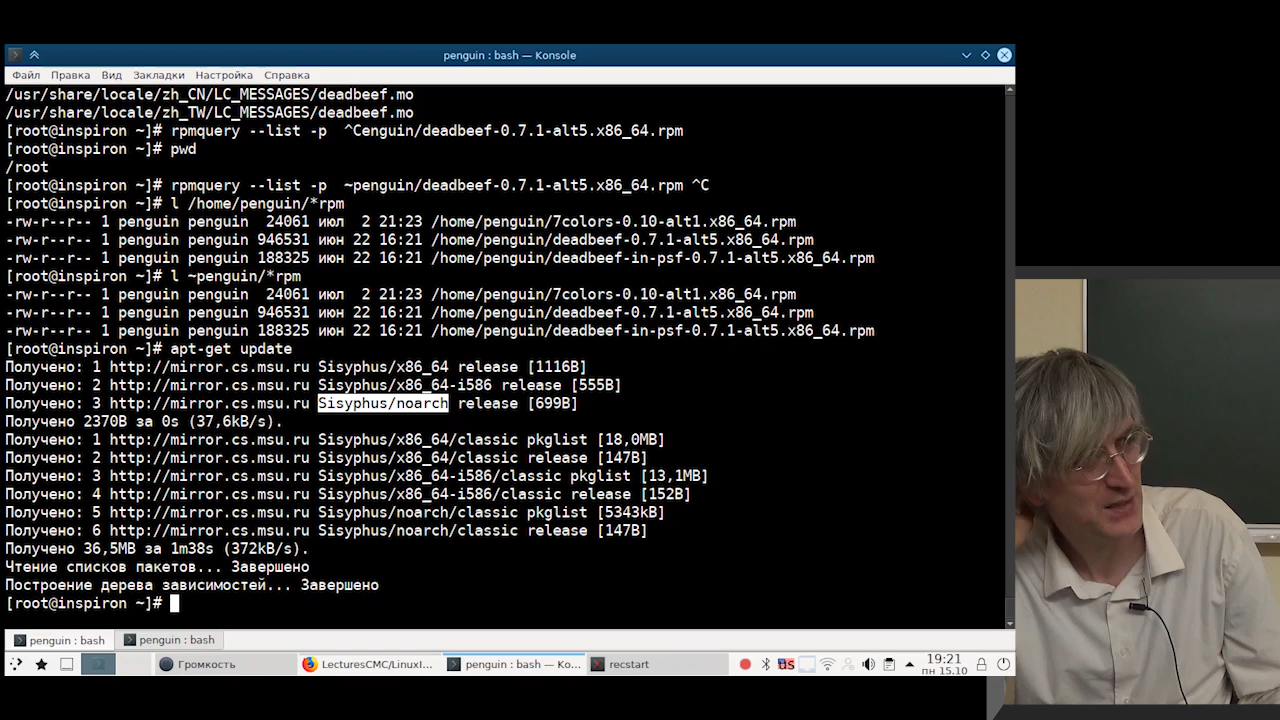 penguin : bash — Konsole
Файл Правка Вид Закладки Настройка Справка
/usr/share/locale/zh_CN/LC_MESSAGES/deadbeef.mo
/usr/share/locale/zh_TW/LC_MESSAGES/deadbeef.mo
[root@inspiron ~]# rpmquery --list -p  ^Cenguin/deadbeef-0.7.1-alt5.x86_64.rpm
[root@inspiron ~]# pwd
/root
[root@inspiron ~]# rpmquery --list -p  ~penguin/deadbeef-0.7.1-alt5.x86_64.rpm ^C
[root@inspiron ~]# l /home/penguin/*rpm
-rw-r--r-- 1 penguin penguin  24061 июл  2 21:23 /home/penguin/7colors-0.10-alt1.x86_64.rpm
-rw-r--r-- 1 penguin penguin 946531 июн 22 16:21 /home/penguin/deadbeef-0.7.1-alt5.x86_64.rpm
-rw-r--r-- 1 penguin penguin 188325 июн 22 16:21 /home/penguin/deadbeef-in-psf-0.7.1-alt5.x86_64.rpm
[root@inspiron ~]# l ~penguin/*rpm
-rw-r--r-- 1 penguin penguin  24061 июл  2 21:23 /home/penguin/7colors-0.10-alt1.x86_64.rpm
-rw-r--r-- 1 penguin penguin 946531 июн 22 16:21 /home/penguin/deadbeef-0.7.1-alt5.x86_64.rpm
-rw-r--r-- 1 penguin penguin 188325 июн 22 16:21 /home/penguin/deadbeef-in-psf-0.7.1-alt5.x86_64.rpm
[root@inspiron ~]# apt-get update
Получено: 1 http://mirror.cs.msu.ru Sisyphus/x86_64 release [1116B]
Получено: 2 http://mirror.cs.msu.ru Sisyphus/x86_64-i586 release [555B]
Получено: 3 http://mirror.cs.msu.ru Sisyphus/noarch release [699B]
Получено 2370B за 0s (37,6kB/s).
Получено: 1 http://mirror.cs.msu.ru Sisyphus/x86_64/classic pkglist [18,0MB]
Получено: 2 http://mirror.cs.msu.ru Sisyphus/x86_64/classic release [147B]
Получено: 3 http://mirror.cs.msu.ru Sisyphus/x86_64-i586/classic pkglist [13,1MB]
Получено: 4 http://mirror.cs.msu.ru Sisyphus/x86_64-i586/classic release [152B]
Получено: 5 http://mirror.cs.msu.ru Sisyphus/noarch/classic pkglist [5343kB]
Получено: 6 http://mirror.cs.msu.ru Sisyphus/noarch/classic release [147B]
Получено 36,5MB за 1m38s (372kB/s).
Чтение списков пакетов... Завершено
Построение дерева зависимостей... Завершено
[root@inspiron ~]#
penguin : bash penguin : bash
Громкость LecturesCMC/LinuxI... penguin : bash — Ko... recstart us 19:21
пн 15.10